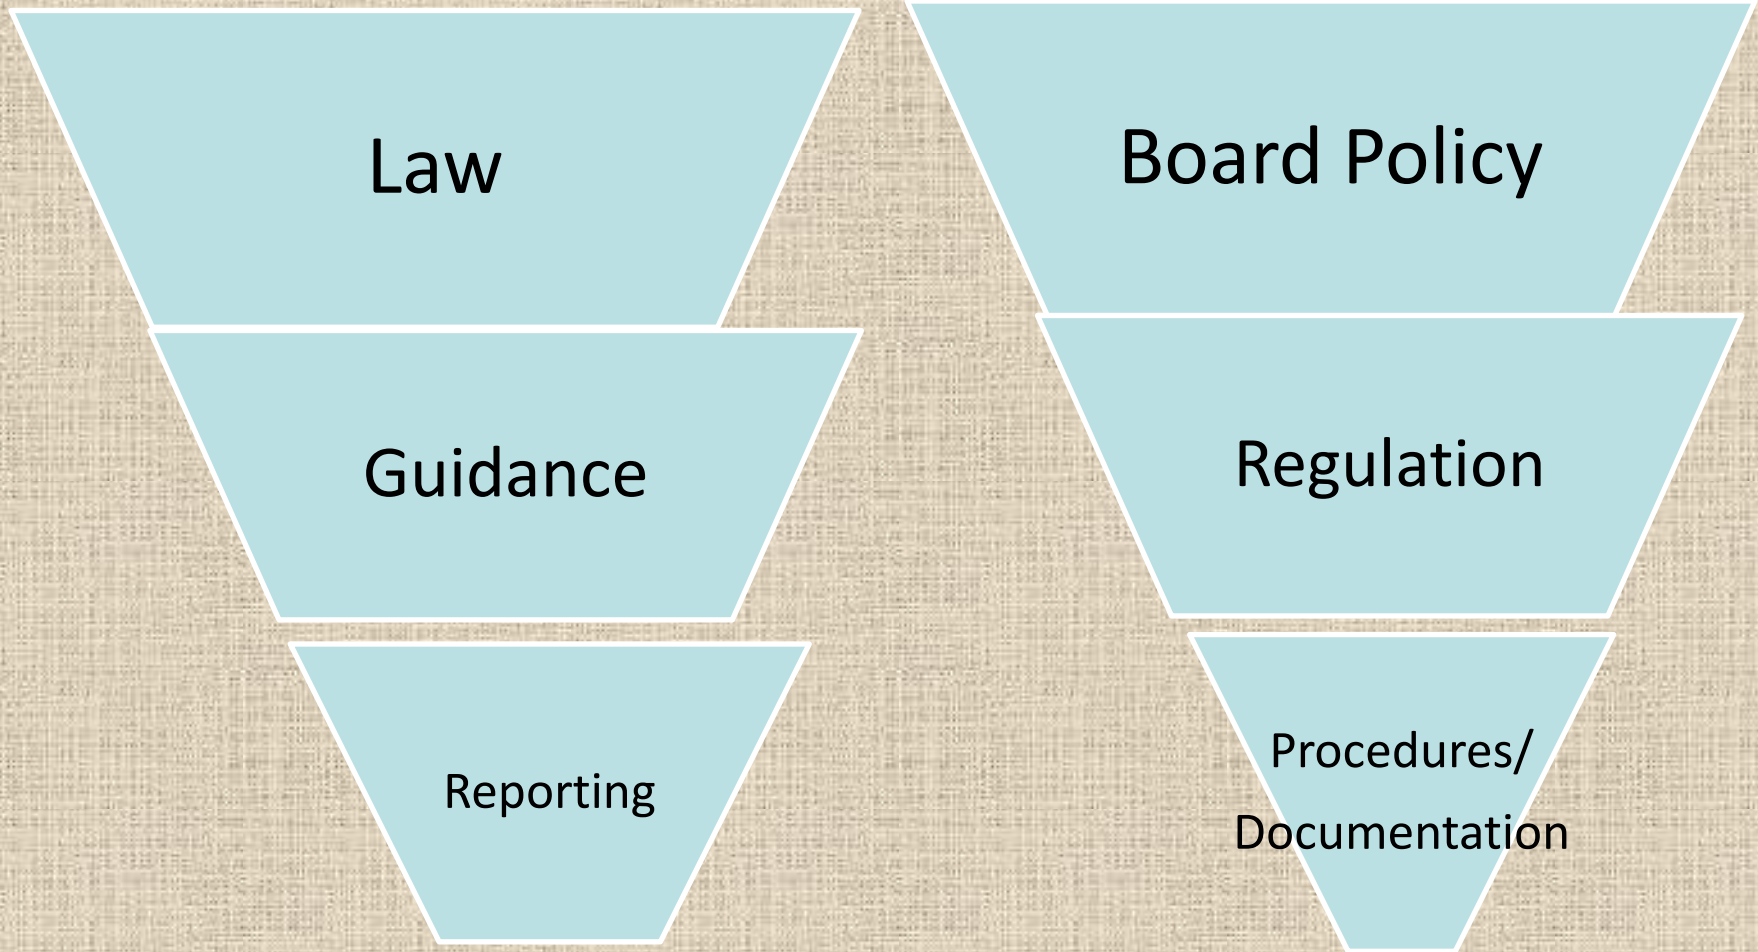 Law
Guidance
Reporting
Board Policy
Regulation
Procedures/
Documentation